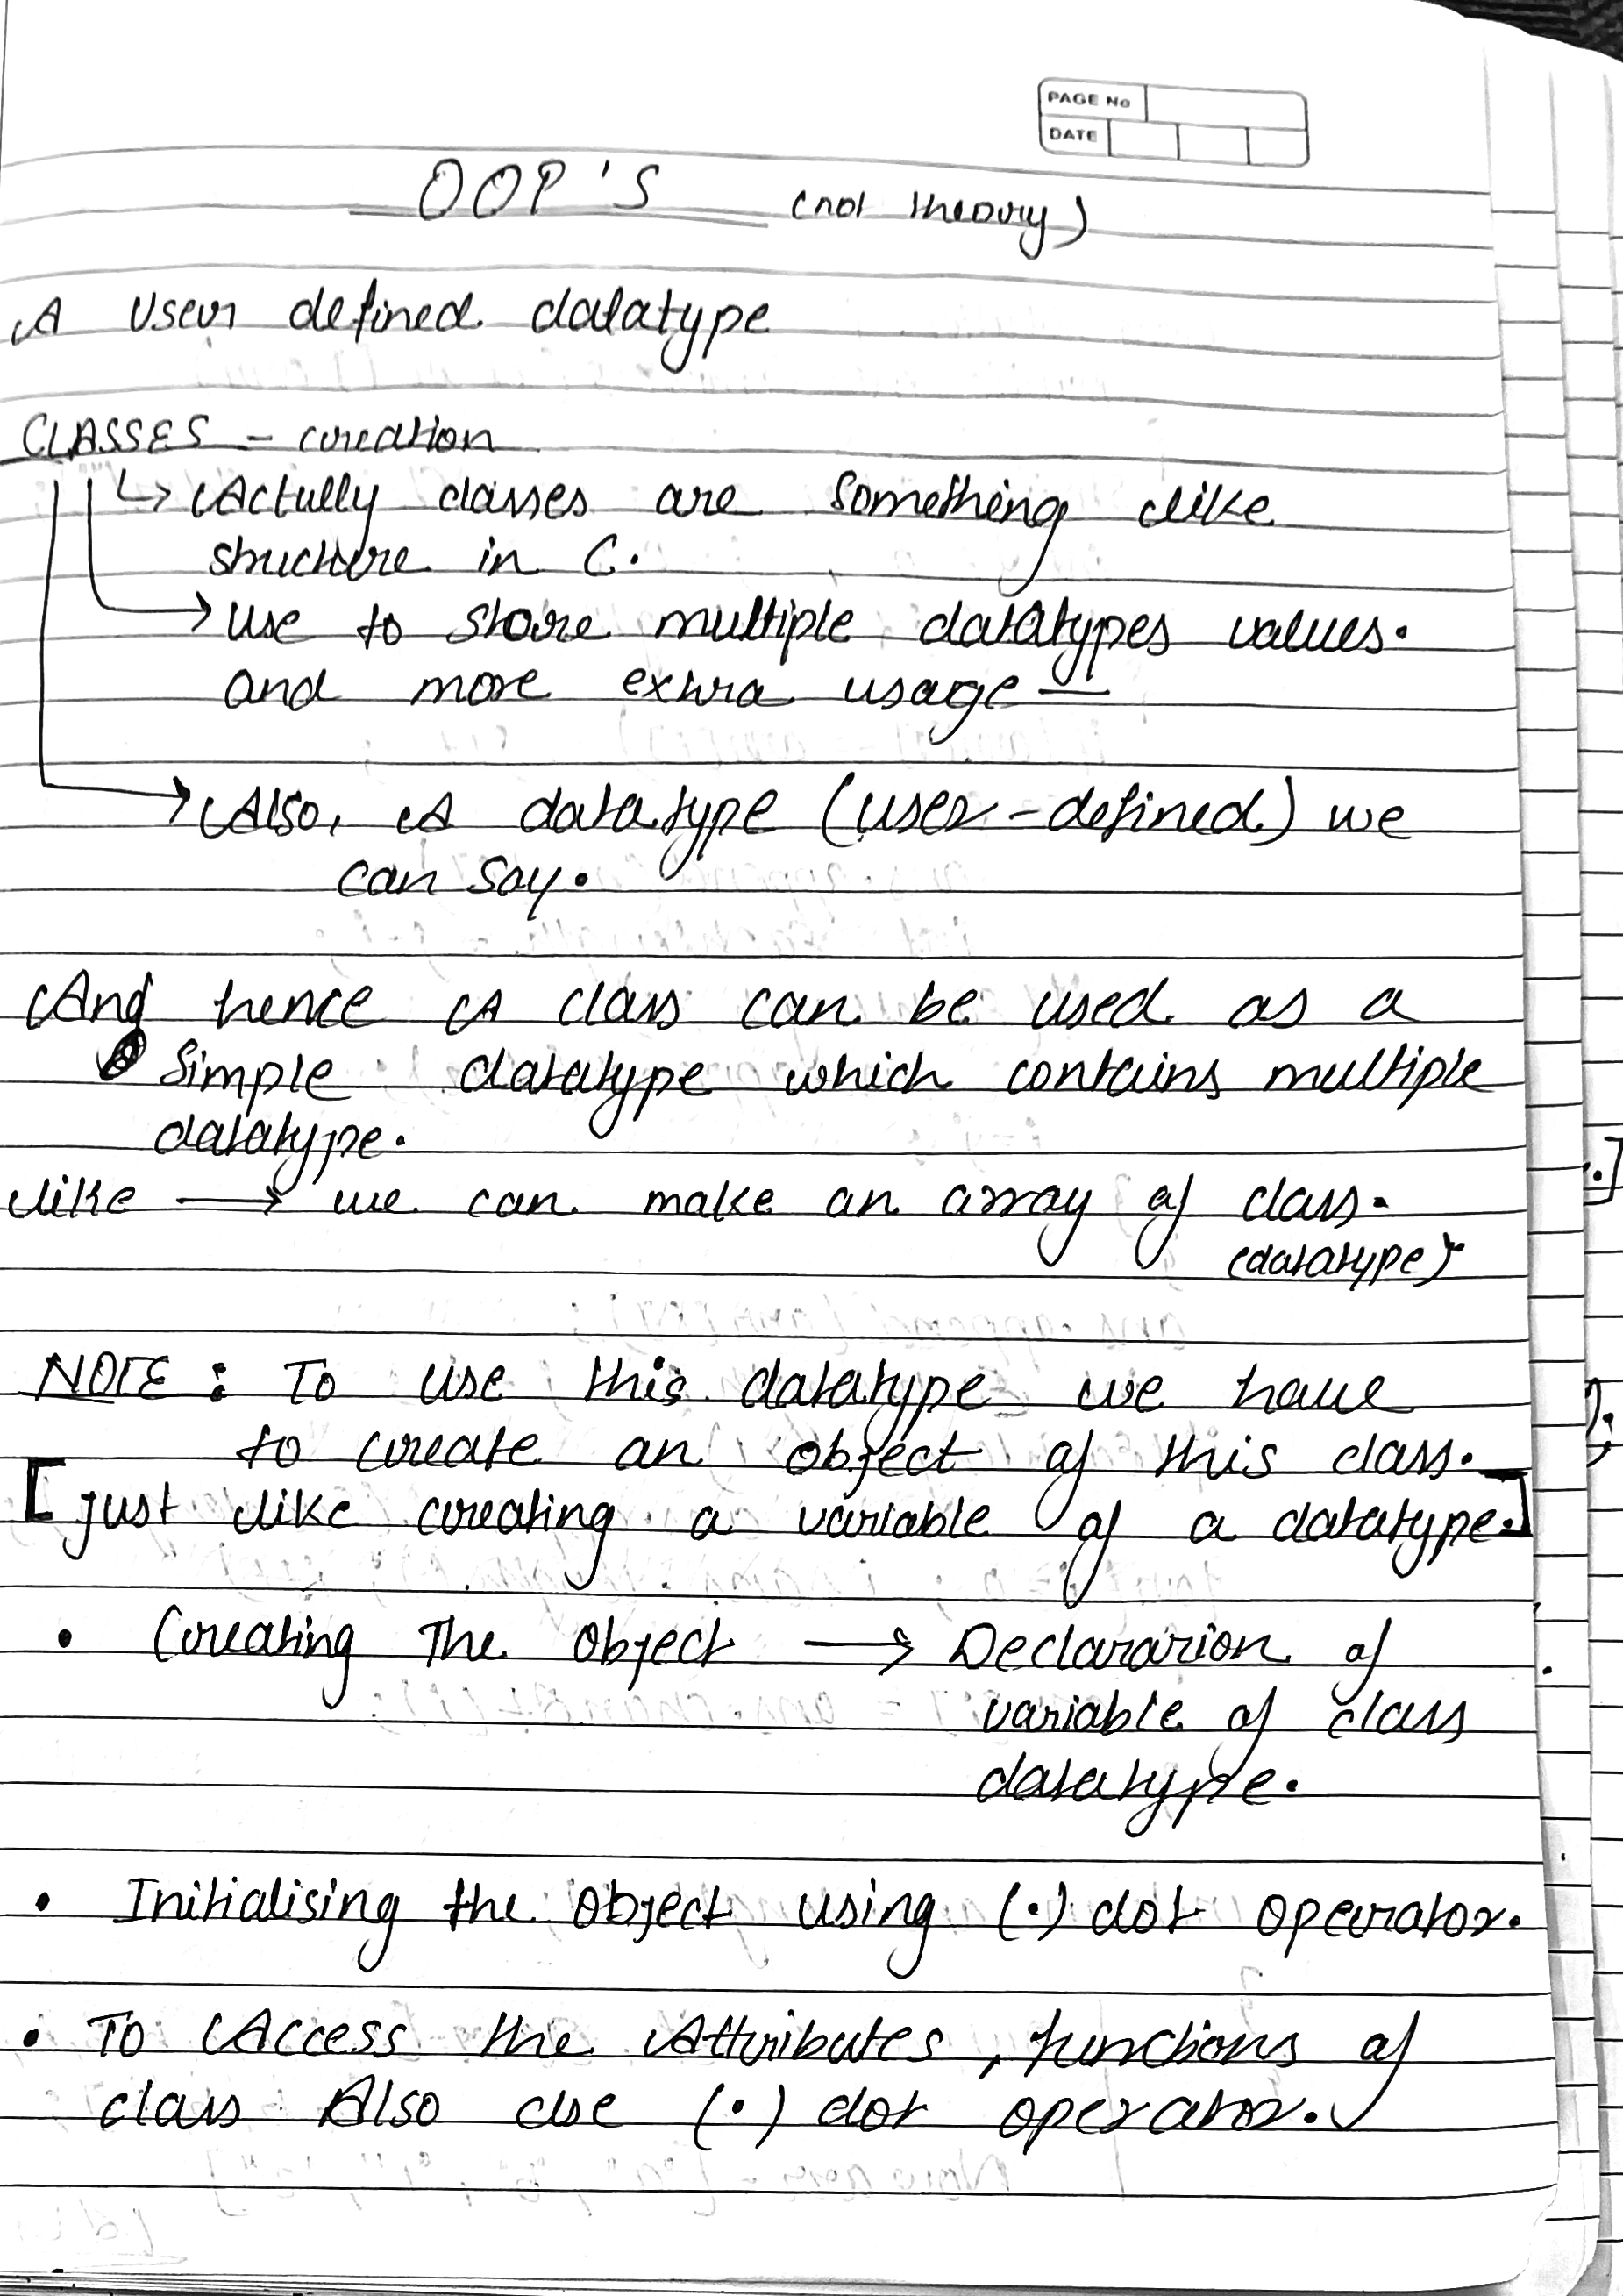 PAGE No
DATE
OOP'S (not theory)
A User defined datatype
CLASSES - creation
↳ Actully classes are something like
structure in C.
→ Use to store multiple datatypes values.
and more extra usage —
→ Also, A datatype (user-defined) we
can say.
And hence A class can be used as a
Simple datatype which contains multiple
datatype.
like → we can make an array of class.
(datatype)
NOTE : To use this datatype we have
to create an object of this class.
[just like creating a variable of a datatype.]
• Creating The Object → Declararion of
variable of class
datatype.
• Initialising the Object using (.) dot operator.
• To Access the Attributes, functions of
class Also use (.) dot operator.